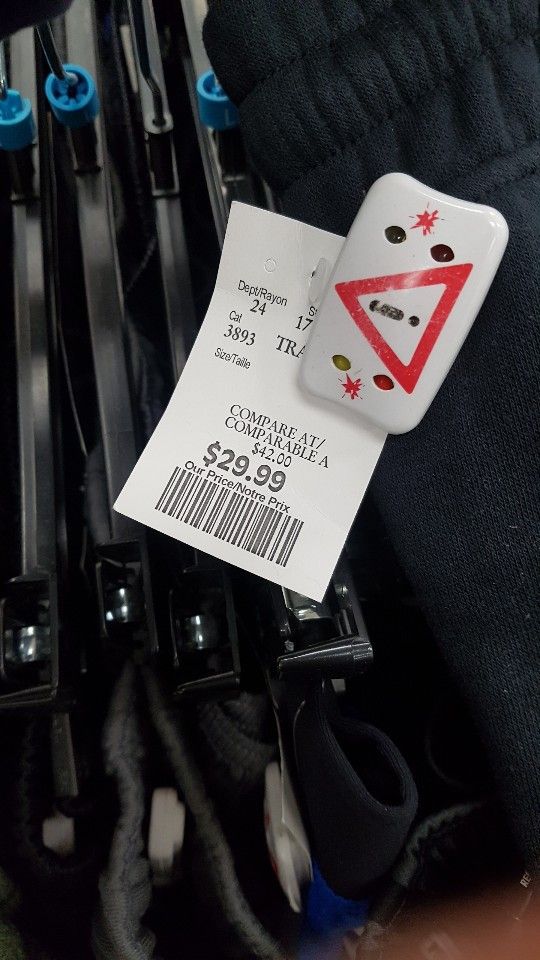 Dept/Rayon
24 17
Cat
3893 TRA
Size/Taille
COMPARE AT/
COMPARABLE A
$42.00
$29.99
Our Price/Notre Prix